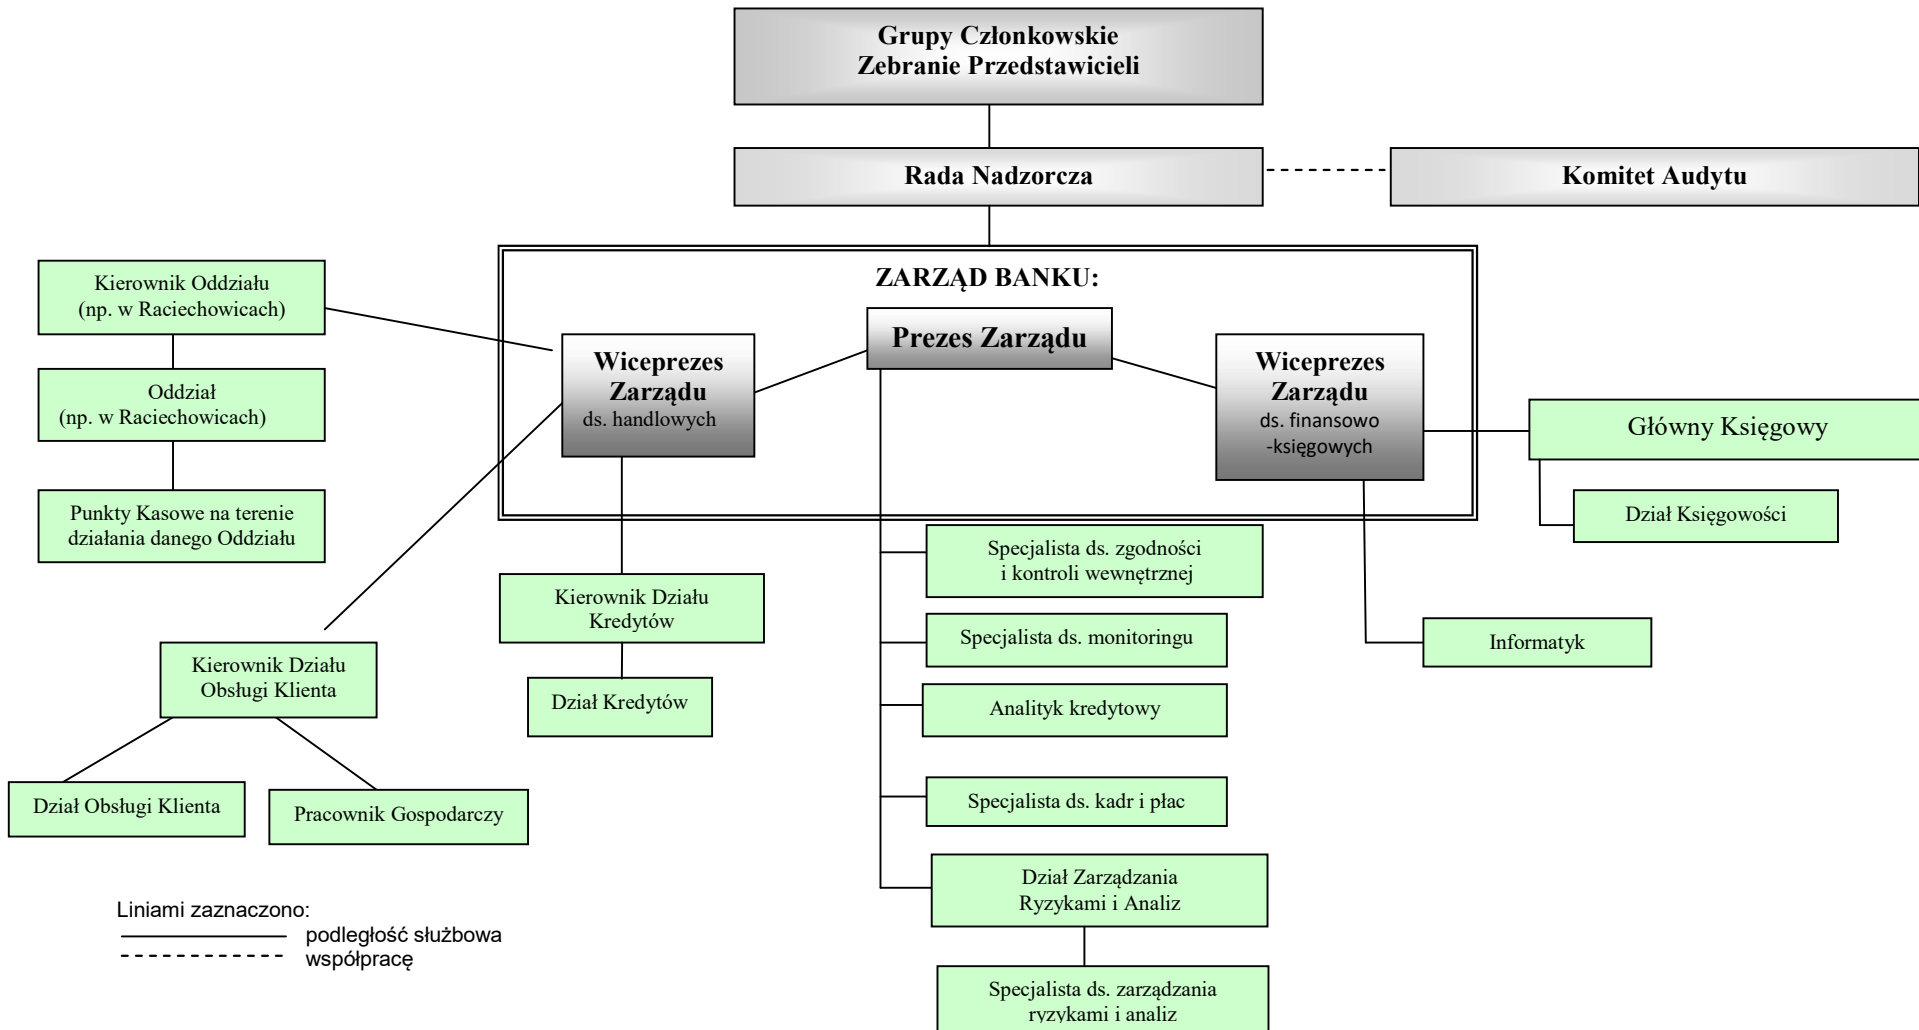 Grupy Członkowskie
Zebranie Przedstawicieli
Rada Nadzorcza
Komitet Audytu
ZARZĄD BANKU:
Kierownik Oddziału
(np. w Raciechowicach)
Prezes Zarządu
Wiceprezes
Zarządu
ds. handlowych
Wiceprezes
Zarządu
ds. finansowo
-księgowych
Oddział
(np. w Raciechowicach)
Główny Księgowy
Punkty Kasowe na terenie
działania danego Oddziału
Dział Księgowości
Specjalista ds. zgodności
i kontroli wewnętrznej
Kierownik Działu
Kredytów
Specjalista ds. monitoringu
Informatyk
Kierownik Działu
Obsługi Klienta
Dział Kredytów
Analityk kredytowy
Dział Obsługi Klienta
Pracownik Gospodarczy
Specjalista ds. kadr i płac
Dział Zarządzania
Ryzykami i Analiz
Liniami zaznaczono:
podległość służbowa
współpracę
Specjalista ds. zarządzania
ryzykami i analiz